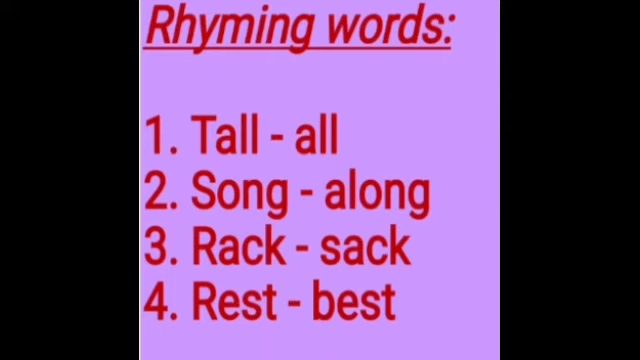 Rhyming words:
1. Tall - all
2. Song - along
3. Rack - sack
4. Rest - best